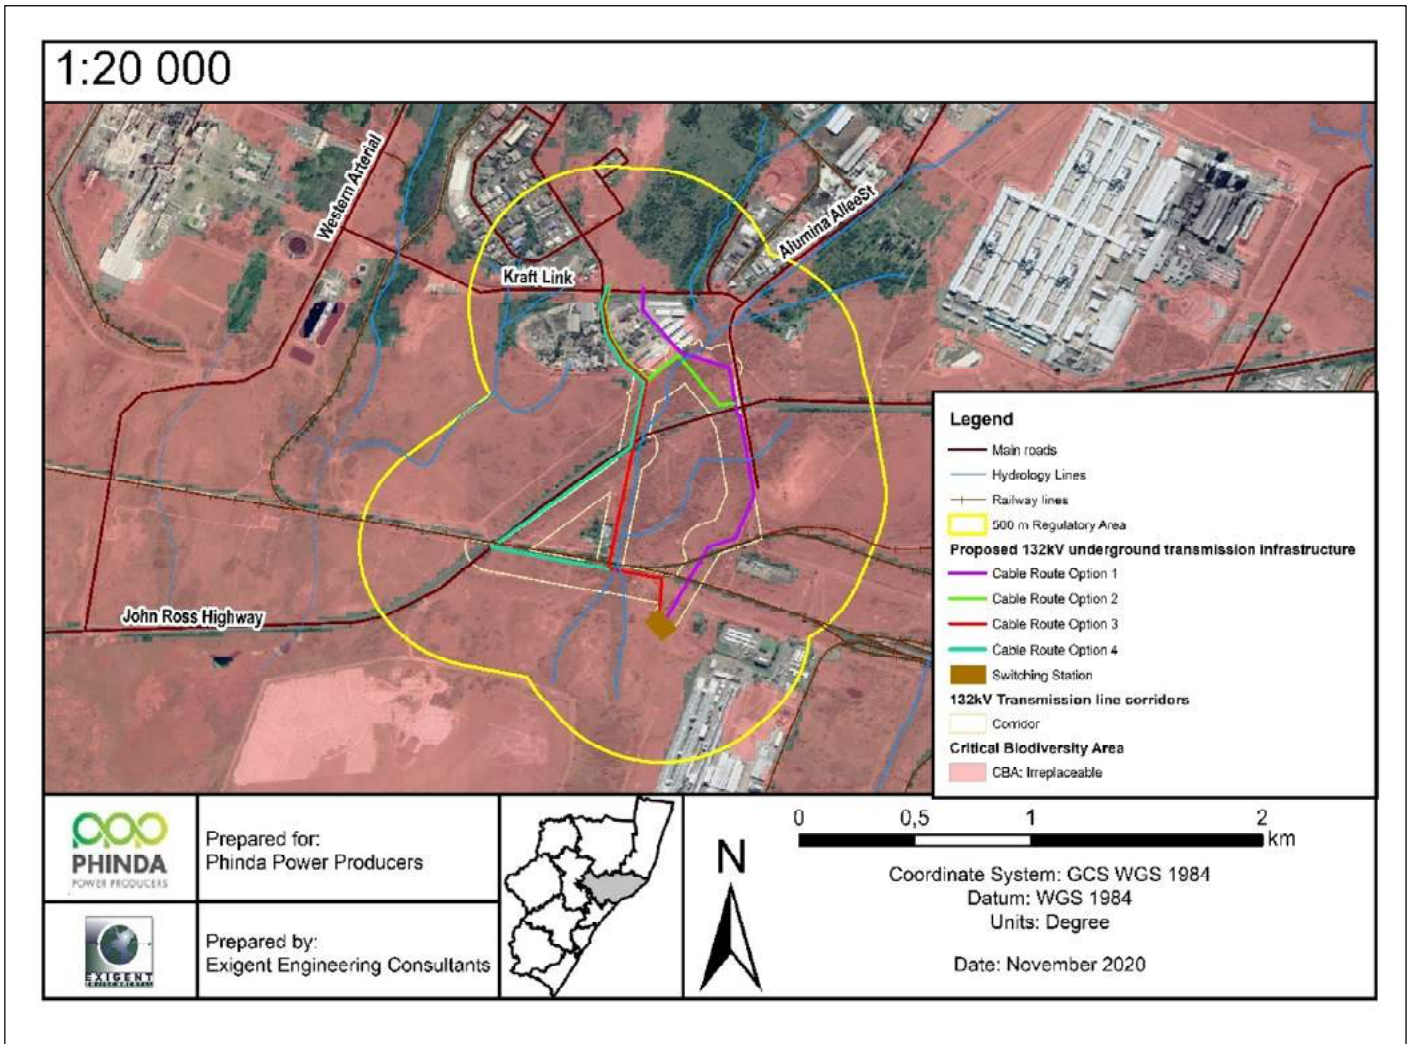 1:20 000
Western Arterial
Kraft Link
Alumina AlleeSt
John Ross Highway
Legend
Main roads
Hydrology Lines
Railway lines
500 m Regulatory Area
Proposed 132kV underground transmission infrastructure
Cable Route Option 1
Cable Route Option 2
Cable Route Option 3
Cable Route Option 4
Switching Station
132kV Transmission line corridors
Corridor
Critical Biodiversity Area
CBA: Irreplaceable
PHINDA
POWER PRODUCERS
Prepared for:
Phinda Power Producers
EXIGENT
ENVIRONMENTAL
Prepared by:
Exigent Engineering Consultants
N
0 0,5 1 2
km
Coordinate System: GCS WGS 1984
Datum: WGS 1984
Units: Degree
Date: November 2020